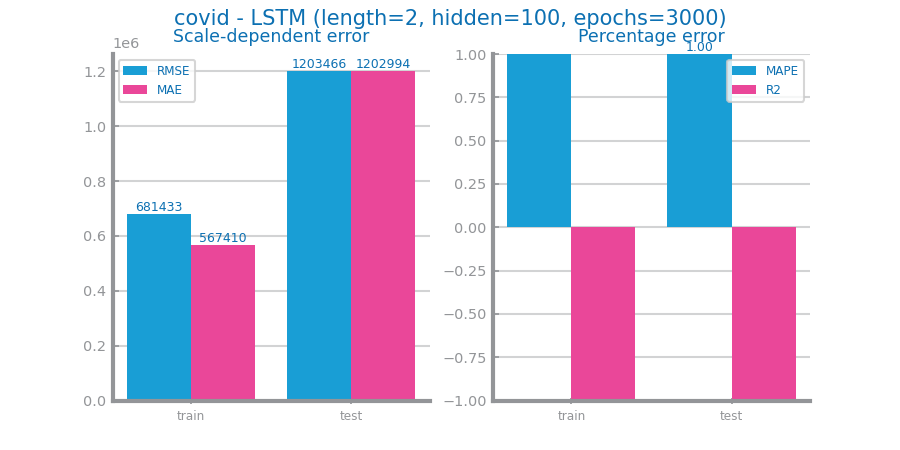 covid - LSTM (length=2, hidden=100, epochs=3000)
Scale-dependent error
1e6
1.2
1.0
0.8
0.6
0.4
0.2
0.0
RMSE
MAE
681433
567410
1203466
1202994
train
test
Percentage error
1.00
1.00
0.75
0.50
0.25
0.00
−0.25
−0.50
−0.75
−1.00
MAPE
R2
train
test